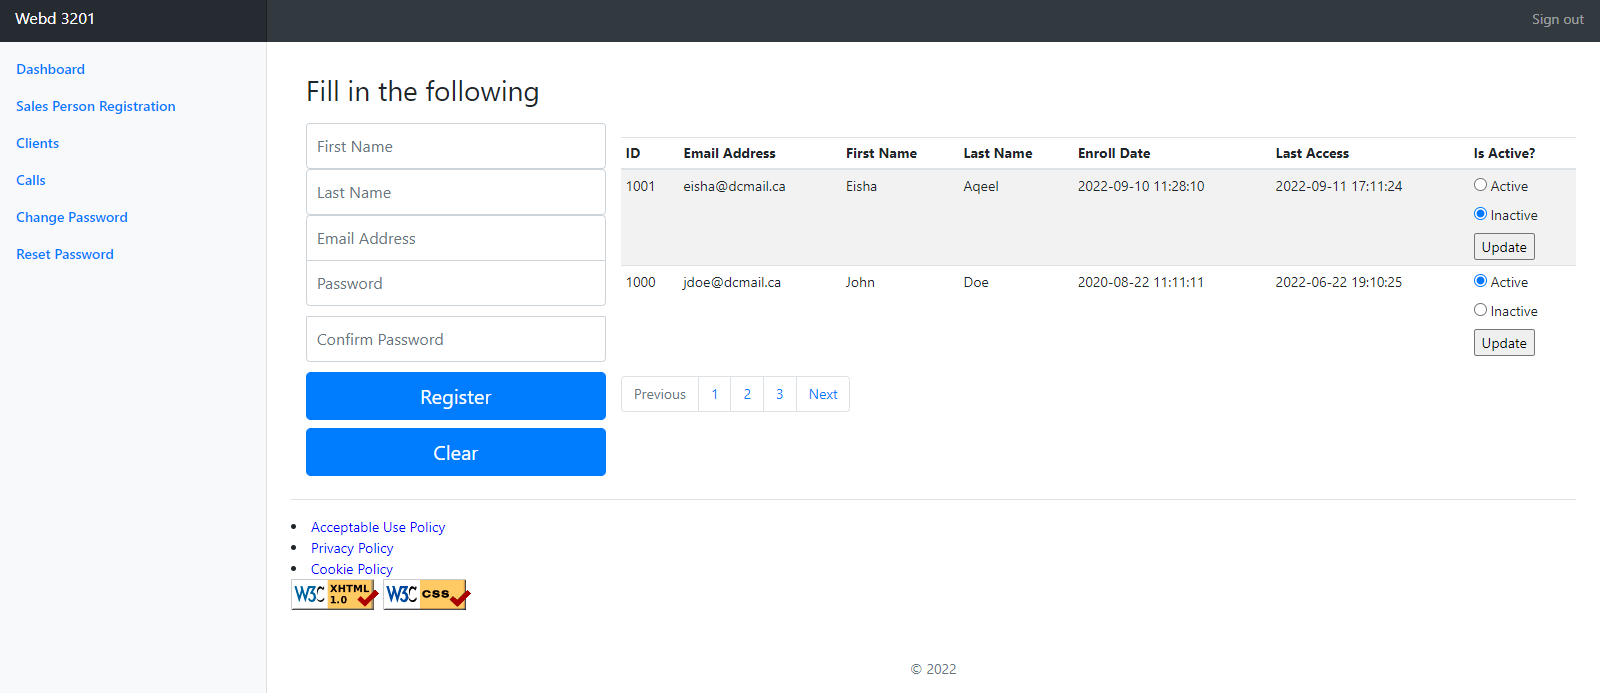 Webd 3201
Sign out
Dashboard
Sales Person Registration
Clients
Calls
Change Password
Reset Password
Fill in the following
First Name
Last Name
Email Address
Password
Confirm Password
Register
Clear
ID Email Address First Name Last Name Enroll Date Last Access Is Active?
1001 eisha@dcmail.ca Eisha Aqeel 2022-09-10 11:28:10 2022-09-11 17:11:24 Active
Inactive
Update
1000 jdoe@dcmail.ca John Doe 2020-08-22 11:11:11 2022-06-22 19:10:25 Active
Inactive
Update
Previous 1 2 3 Next
Acceptable Use Policy
Privacy Policy
Cookie Policy
W3C XHTML 1.0
W3C css
© 2022